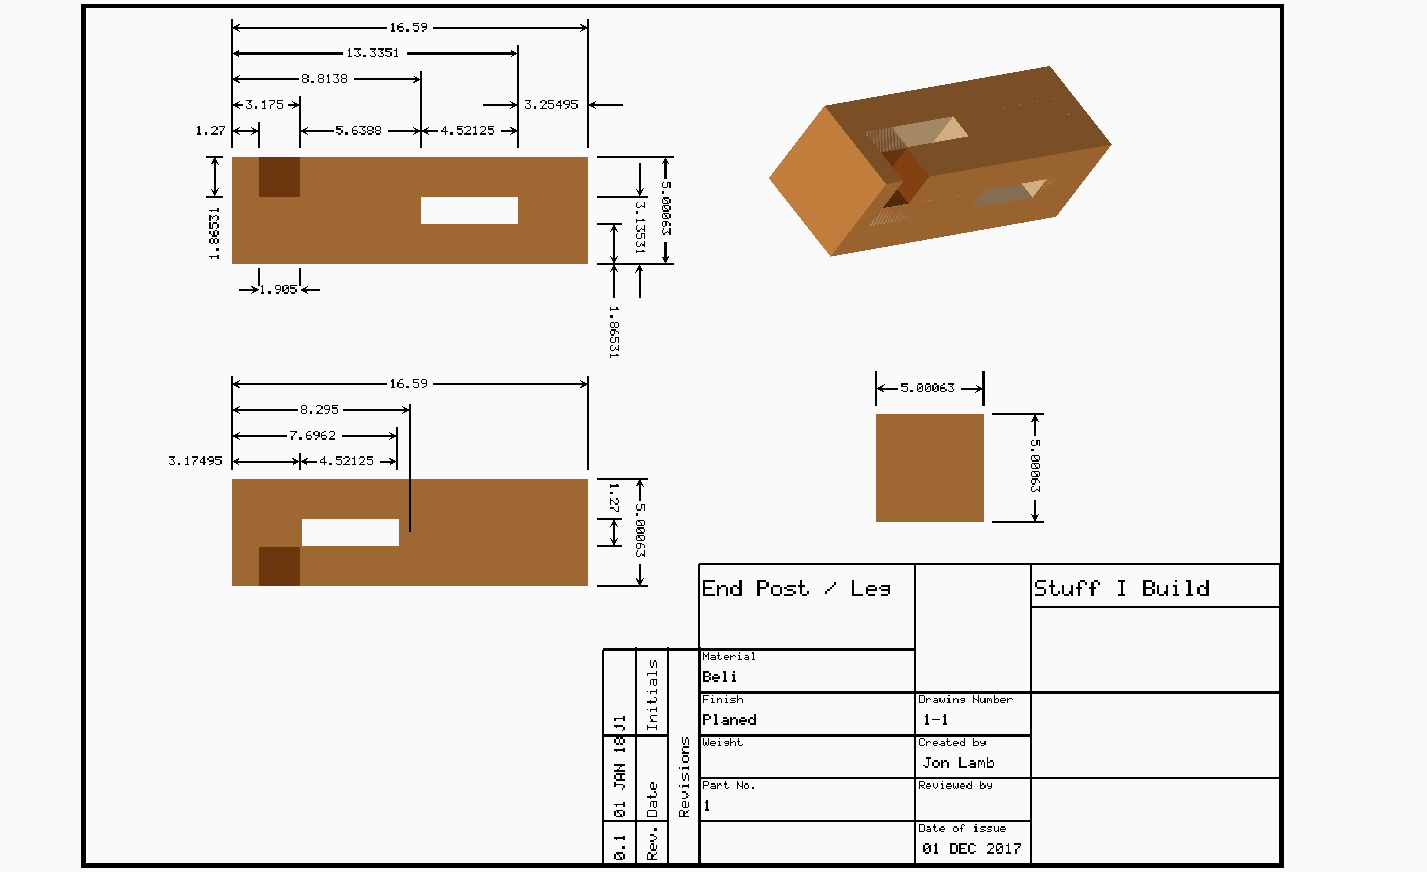 16.59
13.3351
8.8138
3.175
3.25495
1.27
5.6388
4.52125
1.86531
5.00063
3.13531
1.905
1.86531
16.59
8.295
7.6962
3.17495
4.52125
1.27
5.00063
5.00063
5.00063
End Post / Leg
Stuff I Build
Material
Beli
Finish
Planed
Drawing Number
1-1
Weight
Created by
Jon Lamb
Part No.
1
Reviewed by
Date of issue
01 DEC 2017
Revisions
Rev. Date Initials
0.1 01 JAN 18 J1